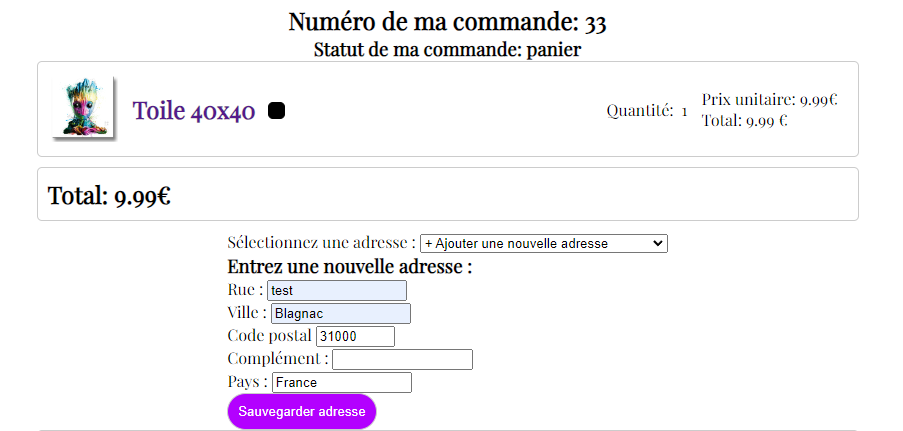 Numéro de ma commande: 33
Statut de ma commande: panier
Toile 40x40 Quantité: 1 Prix unitaire: 9.99€
Total: 9.99 €
Total: 9.99€
Sélectionnez une adresse : + Ajouter une nouvelle adresse
Entrez une nouvelle adresse :
Rue : test
Ville : Blagnac
Code postal 31000
Complément :
Pays : France
Sauvegarder adresse